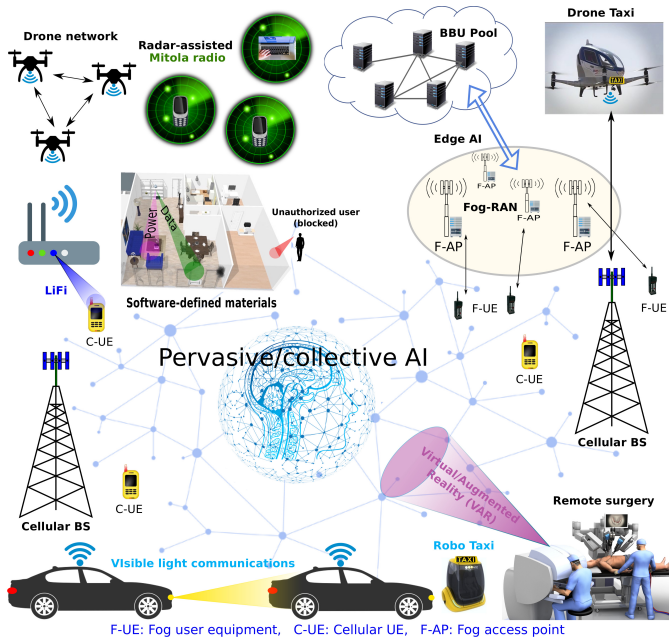 Drone network
Radar-assisted
Mitola radio
BBU Pool
Drone Taxi
TAXI
Edge AI
F-AP
F-AP
Fog-RAN
F-AP
F-AP
Power
Data
Unauthorized user
(blocked)
Software-defined materials
LiFi
C-UE
F-UE
F-UE
C-UE
Pervasive/collective AI
Cellular BS
Virtual/Augmented
Reality (VAR)
C-UE
Cellular BS
Remote surgery
VIsible light communications
Robo Taxi
TAXI
F-UE: Fog user equipment, C-UE: Cellular UE, F-AP: Fog access point